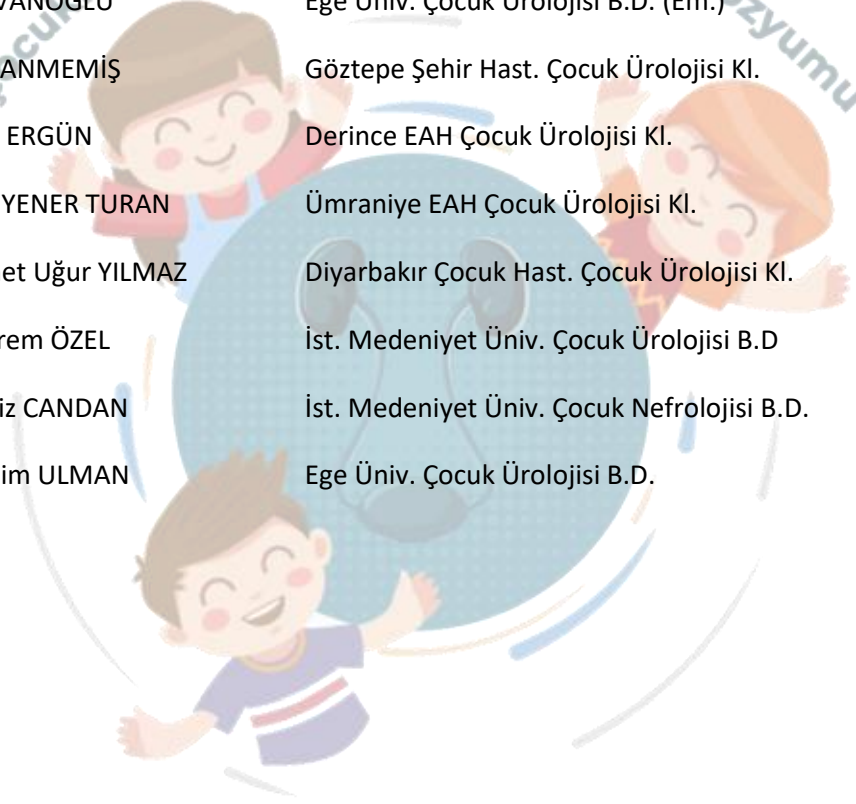 VANOĞLU Ege Üniv. Çocuk Ürolojisi B.D. (Em.)
ANMEMİŞ Göztepe Şehir Hast. Çocuk Ürolojisi Kl.
ERGÜN Derince EAH Çocuk Ürolojisi Kl.
YENER TURAN Ümraniye EAH Çocuk Ürolojisi Kl.
et Uğur YILMAZ Diyarbakır Çocuk Hast. Çocuk Ürolojisi Kl.
rem ÖZEL İst. Medeniyet Üniv. Çocuk Ürolojisi B.D
iz CANDAN İst. Medeniyet Üniv. Çocuk Nefrolojisi B.D.
im ULMAN Ege Üniv. Çocuk Ürolojisi B.D.